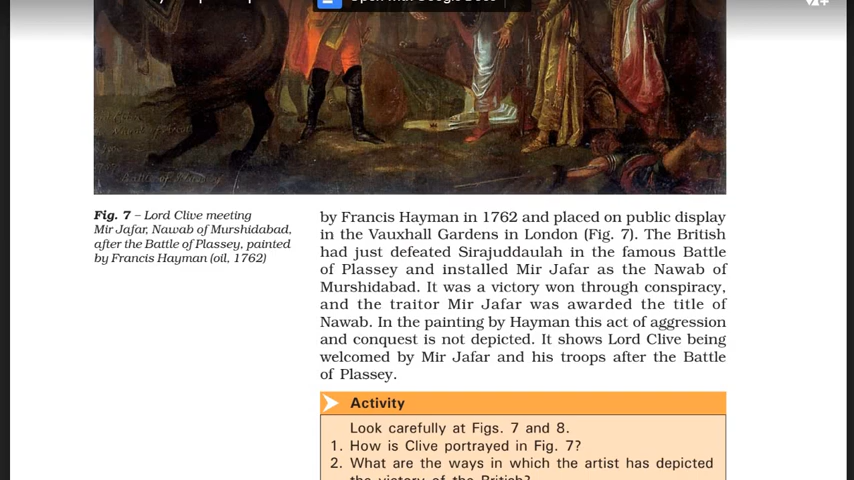 Fig. 7 – Lord Clive meeting
Mir Jafar, Nawab of Murshidabad,
after the Battle of Plassey, painted
by Francis Hayman (oil, 1762)
by Francis Hayman in 1762 and placed on public display
in the Vauxhall Gardens in London (Fig. 7). The British
had just defeated Sirajuddaulah in the famous Battle
of Plassey and installed Mir Jafar as the Nawab of
Murshidabad. It was a victory won through conspiracy,
and the traitor Mir Jafar was awarded the title of
Nawab. In the painting by Hayman this act of aggression
and conquest is not depicted. It shows Lord Clive being
welcomed by Mir Jafar and his troops after the Battle
of Plassey.
Activity
Look carefully at Figs. 7 and 8.
1. How is Clive portrayed in Fig. 7?
2. What are the ways in which the artist has depicted
the victory of the British?